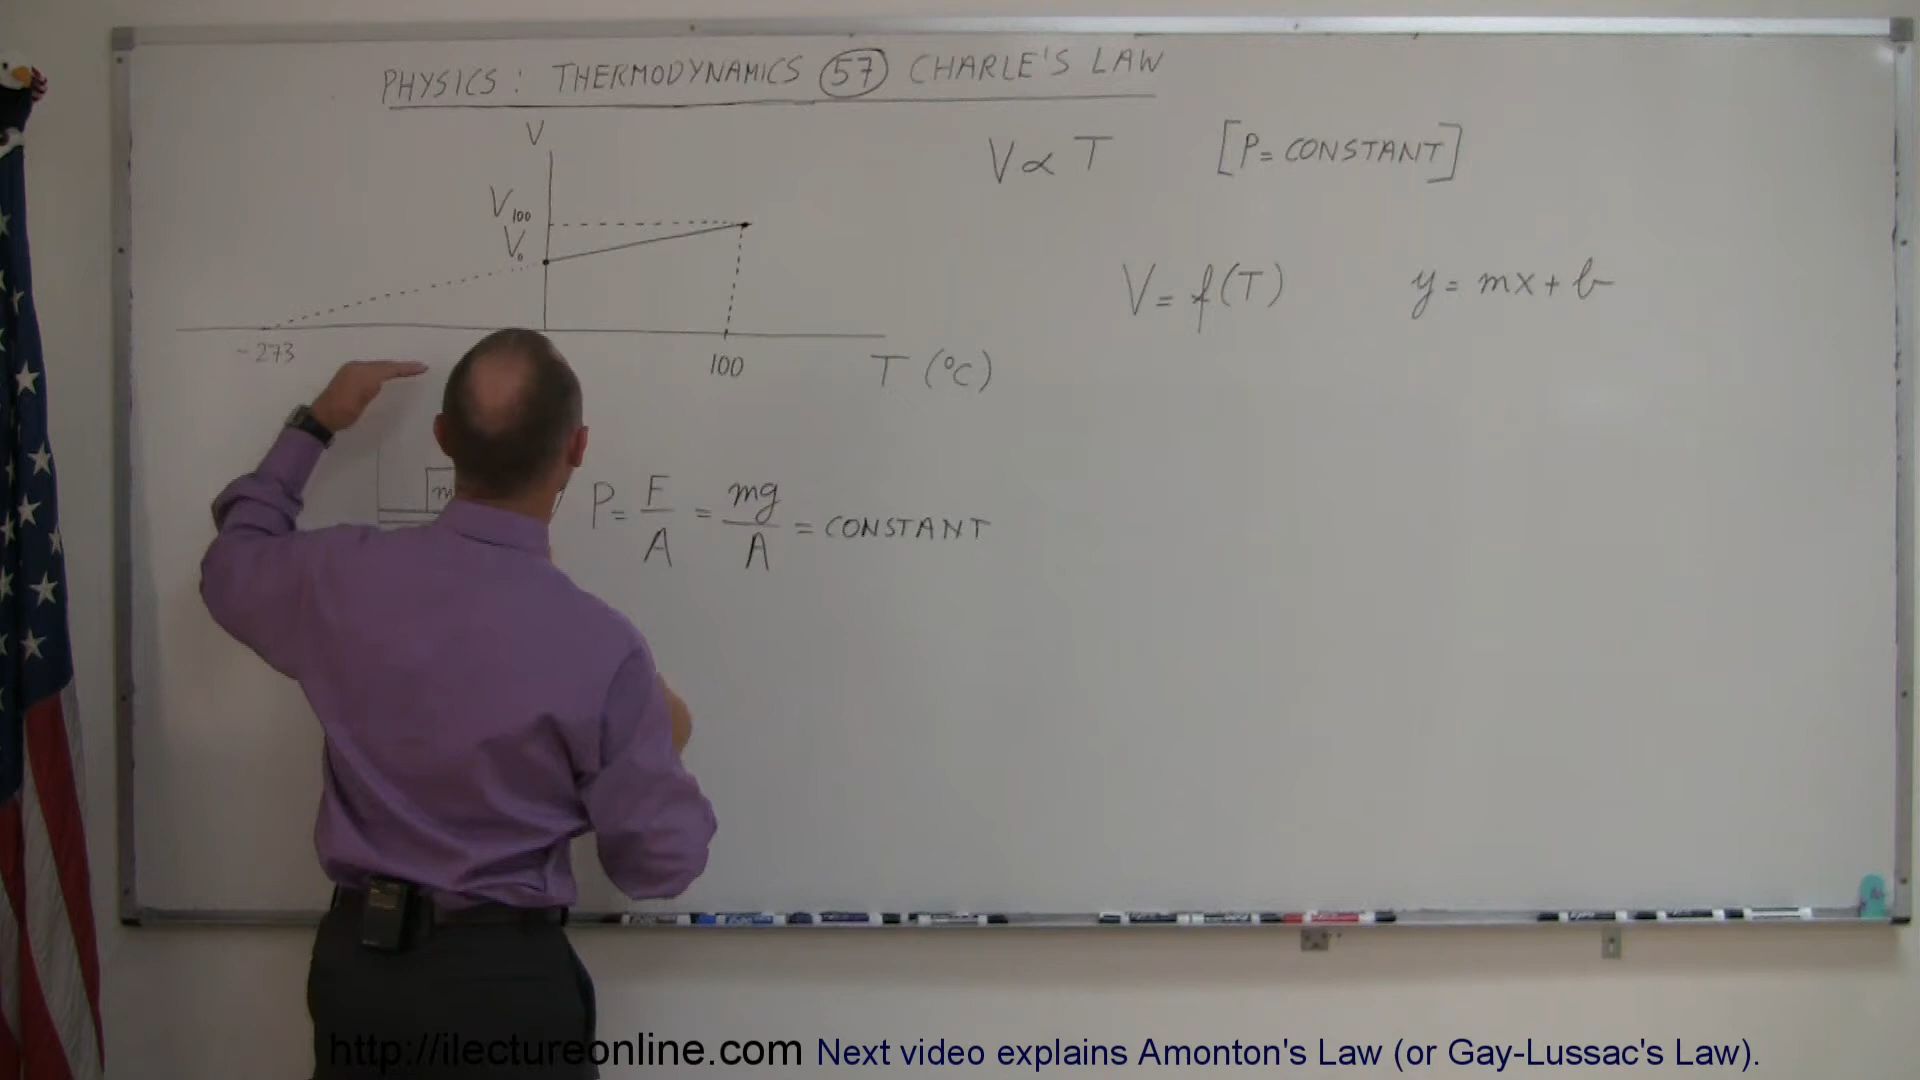 PHYSICS: THERMODYNAMICS 57 CHARLE'S LAW
V
V ∝ T [P= CONSTANT]
V100
V0
V= f(T) y= mx + b
-273 100 T (°C)
m P= F/A = mg/A = CONSTANT
http://ilectureonline.com Next video explains Amonton's Law (or Gay-Lussac's Law).